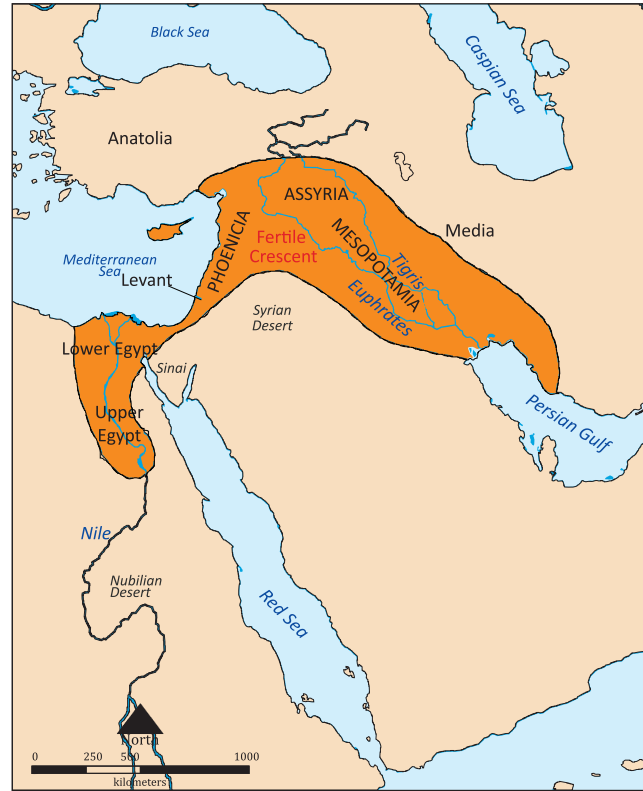 Black Sea
Caspian Sea
Anatolia
ASSYRIA
PHOENICIA
Fertile
Crescent
MESOPOTAMIA
Tigris
Euphrates
Media
Mediterranean
Sea
Levant
Syrian
Desert
Lower Egypt
Sinai
Upper
Egypt
Persian Gulf
Nile
Nubilian
Desert
Red Sea
North
0 250 500 1000
kilometers